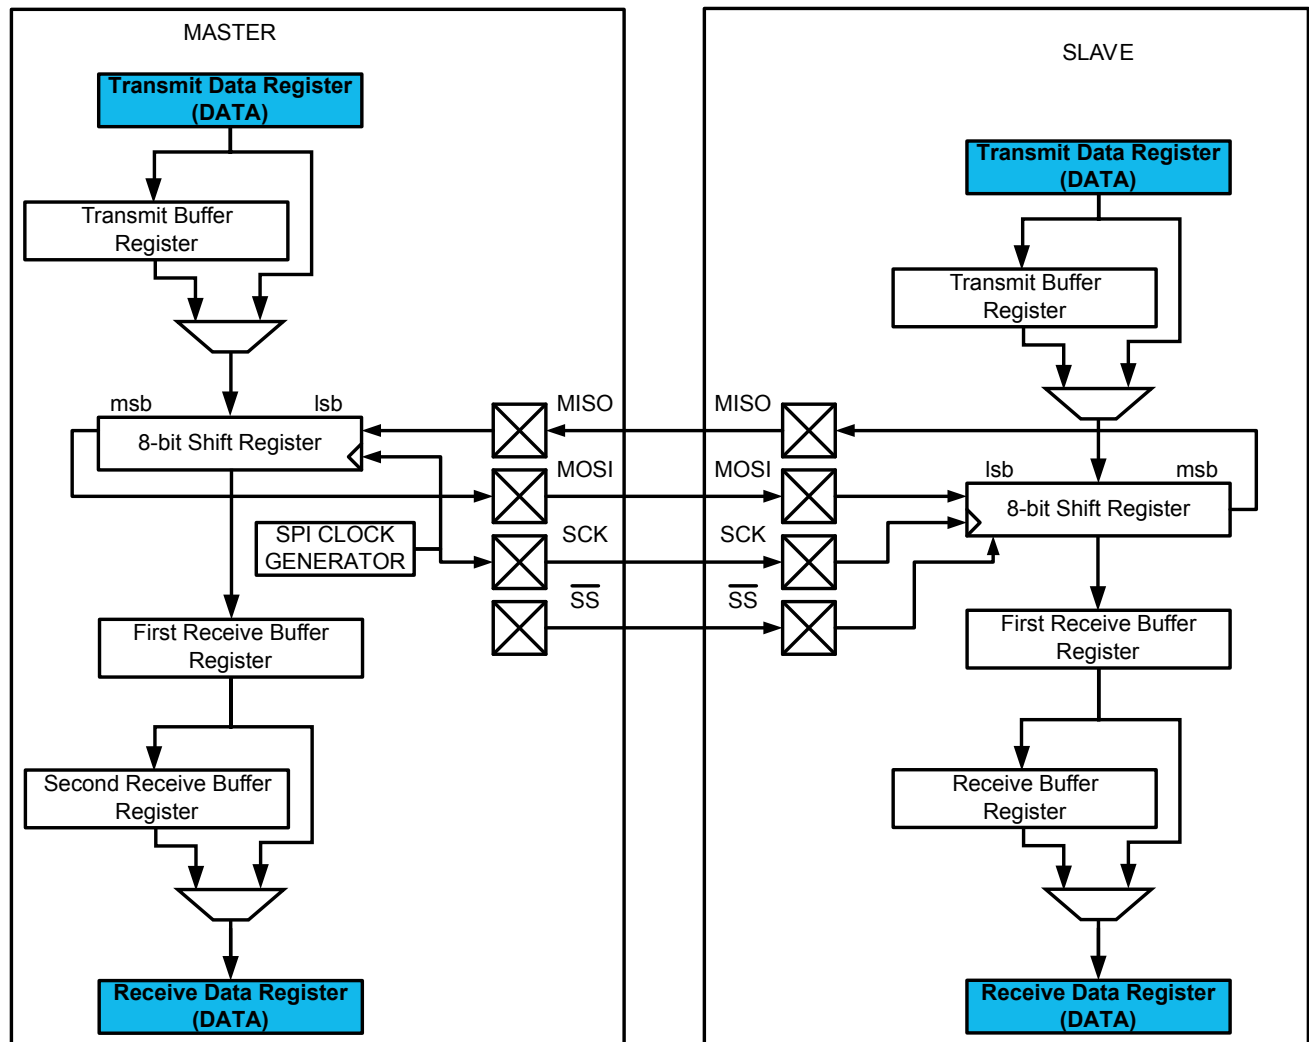 MASTER
Transmit Data Register
(DATA)
Transmit Buffer
Register
msb
lsb
8-bit Shift Register
SPI CLOCK
GENERATOR
MISO
MOSI
SCK
SS
First Receive Buffer
Register
Second Receive Buffer
Register
Receive Data Register
(DATA)
SLAVE
Transmit Data Register
(DATA)
Transmit Buffer
Register
MISO
MOSI
SCK
SS
lsb
msb
8-bit Shift Register
First Receive Buffer
Register
Receive Buffer
Register
Receive Data Register
(DATA)